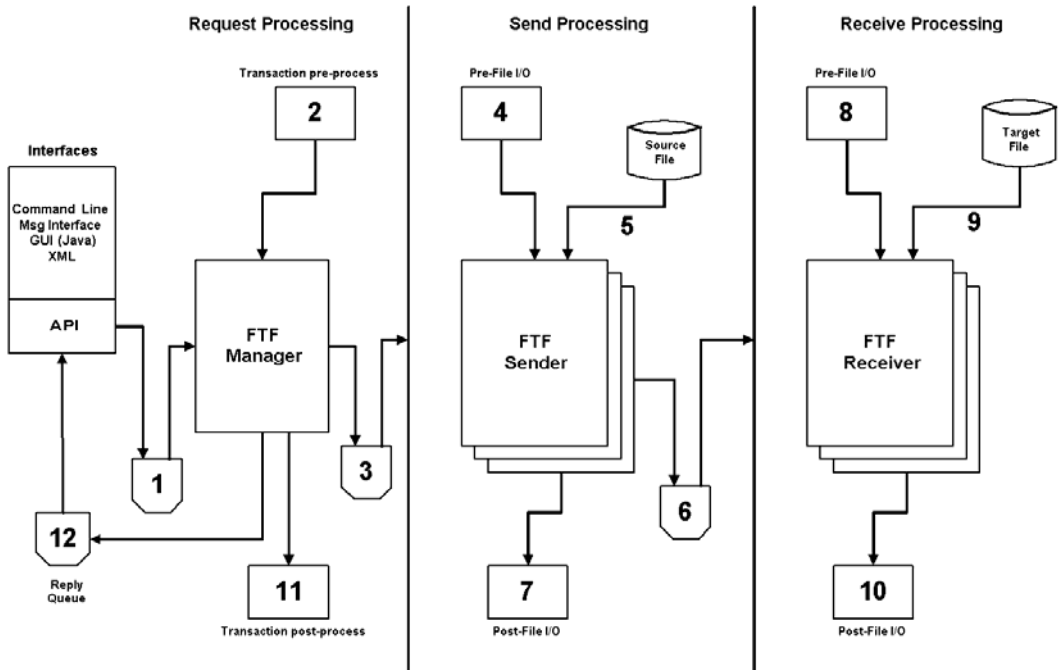 Request Processing
Send Processing
Receive Processing
Transaction pre-process
2
Pre-File I/O
4
Source
File
5
Pre-File I/O
8
Target
File
9
Interfaces
Command Line
Msg Interface
GUI (Java)
XML
API
FTF
Manager
FTF
Sender
FTF
Receiver
1
3
6
12
Reply
Queue
11
Transaction post-process
7
Post-File I/O
10
Post-File I/O